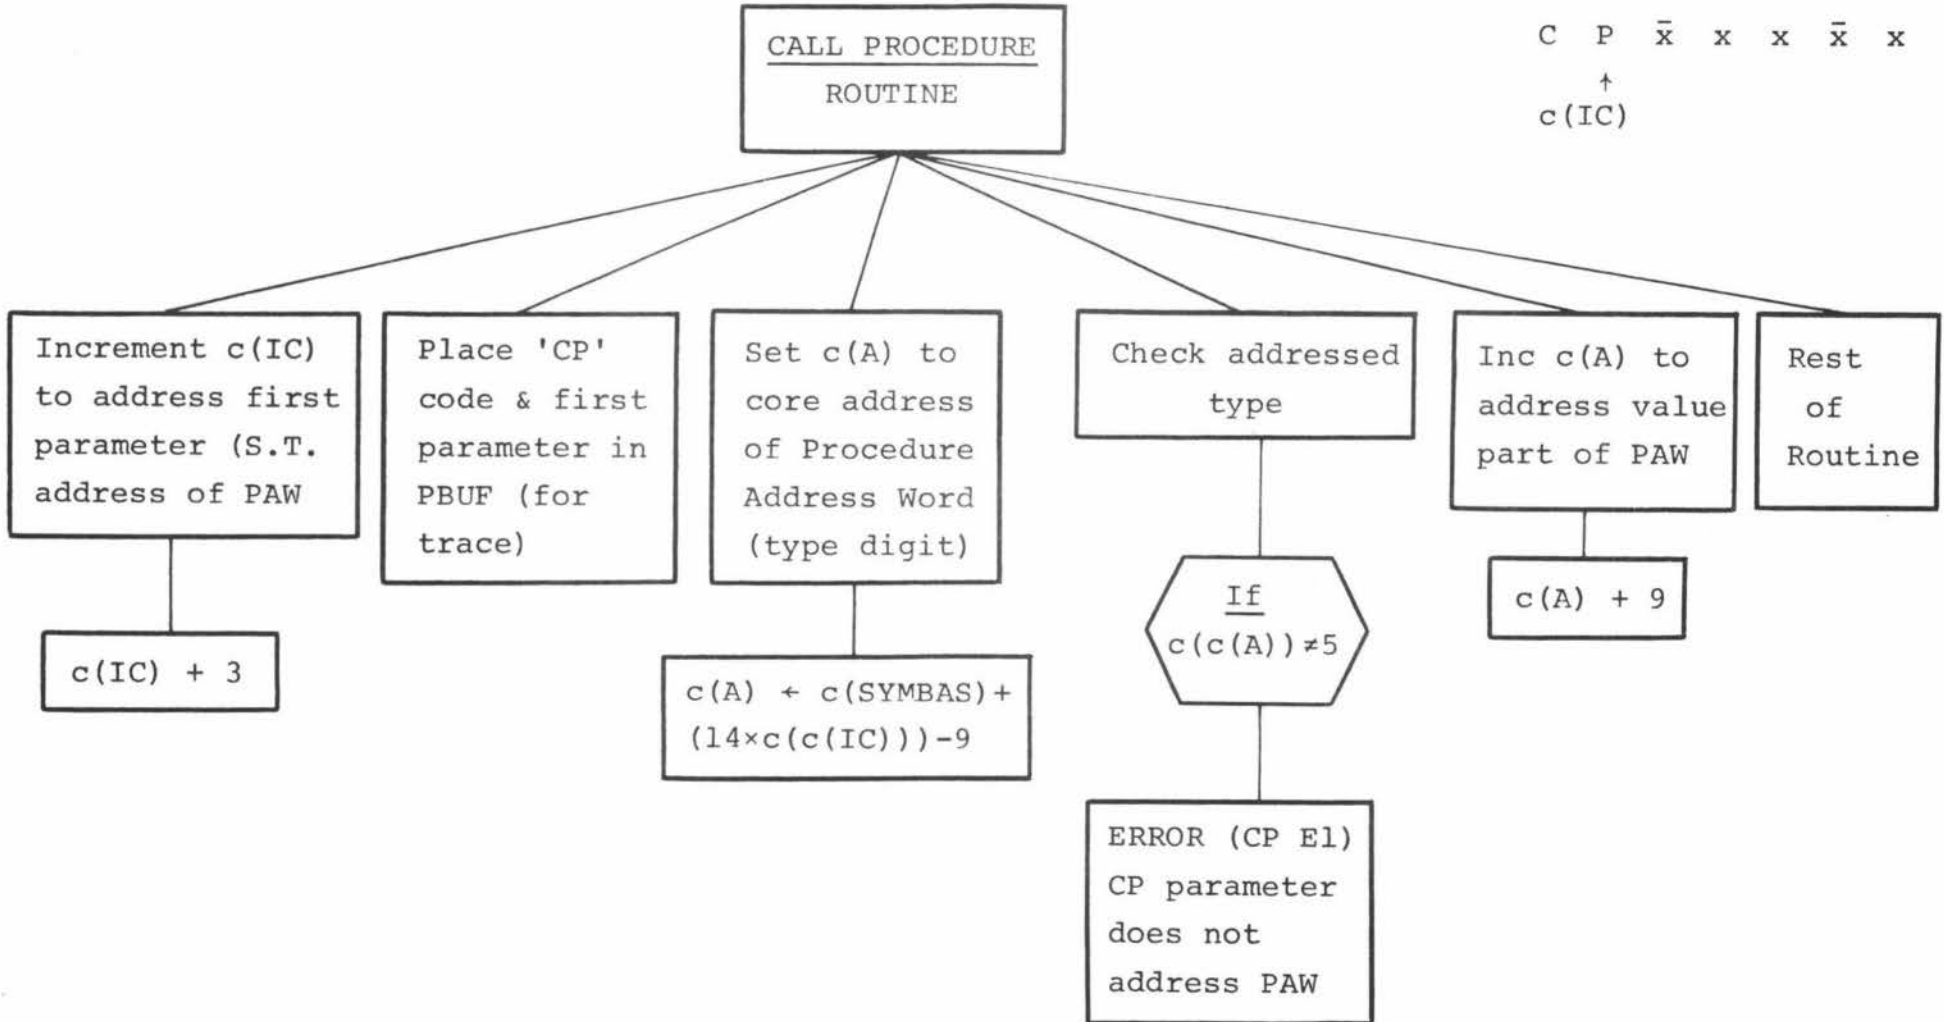 CALL PROCEDURE
ROUTINE
C P x̄ x x x̄ x
↑
c(IC)
Increment c(IC)
to address first
parameter (S.T.
address of PAW
c(IC) + 3
Place 'CP'
code & first
parameter in
PBUF (for
trace)
Set c(A) to
core address
of Procedure
Address Word
(type digit)
c(A) ← c(SYMBAS)+
(14×c(c(IC)))-9
Check addressed
type
If
c(c(A))≠5
ERROR (CP E1)
CP parameter
does not
address PAW
Inc c(A) to
address value
part of PAW
c(A) + 9
Rest
of
Routine